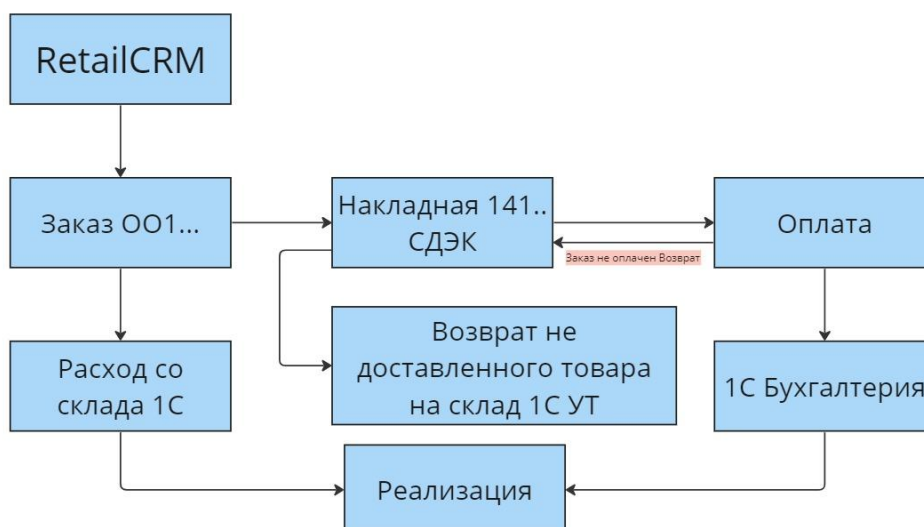 RetailCRM
Заказ ОО1...
Накладная 141..
СДЭК
Оплата
Заказ не оплачен Возврат
Расход со
склада 1С
Возврат не
доставленного товара
на склад 1С УТ
1С Бухгалтерия
Реализация